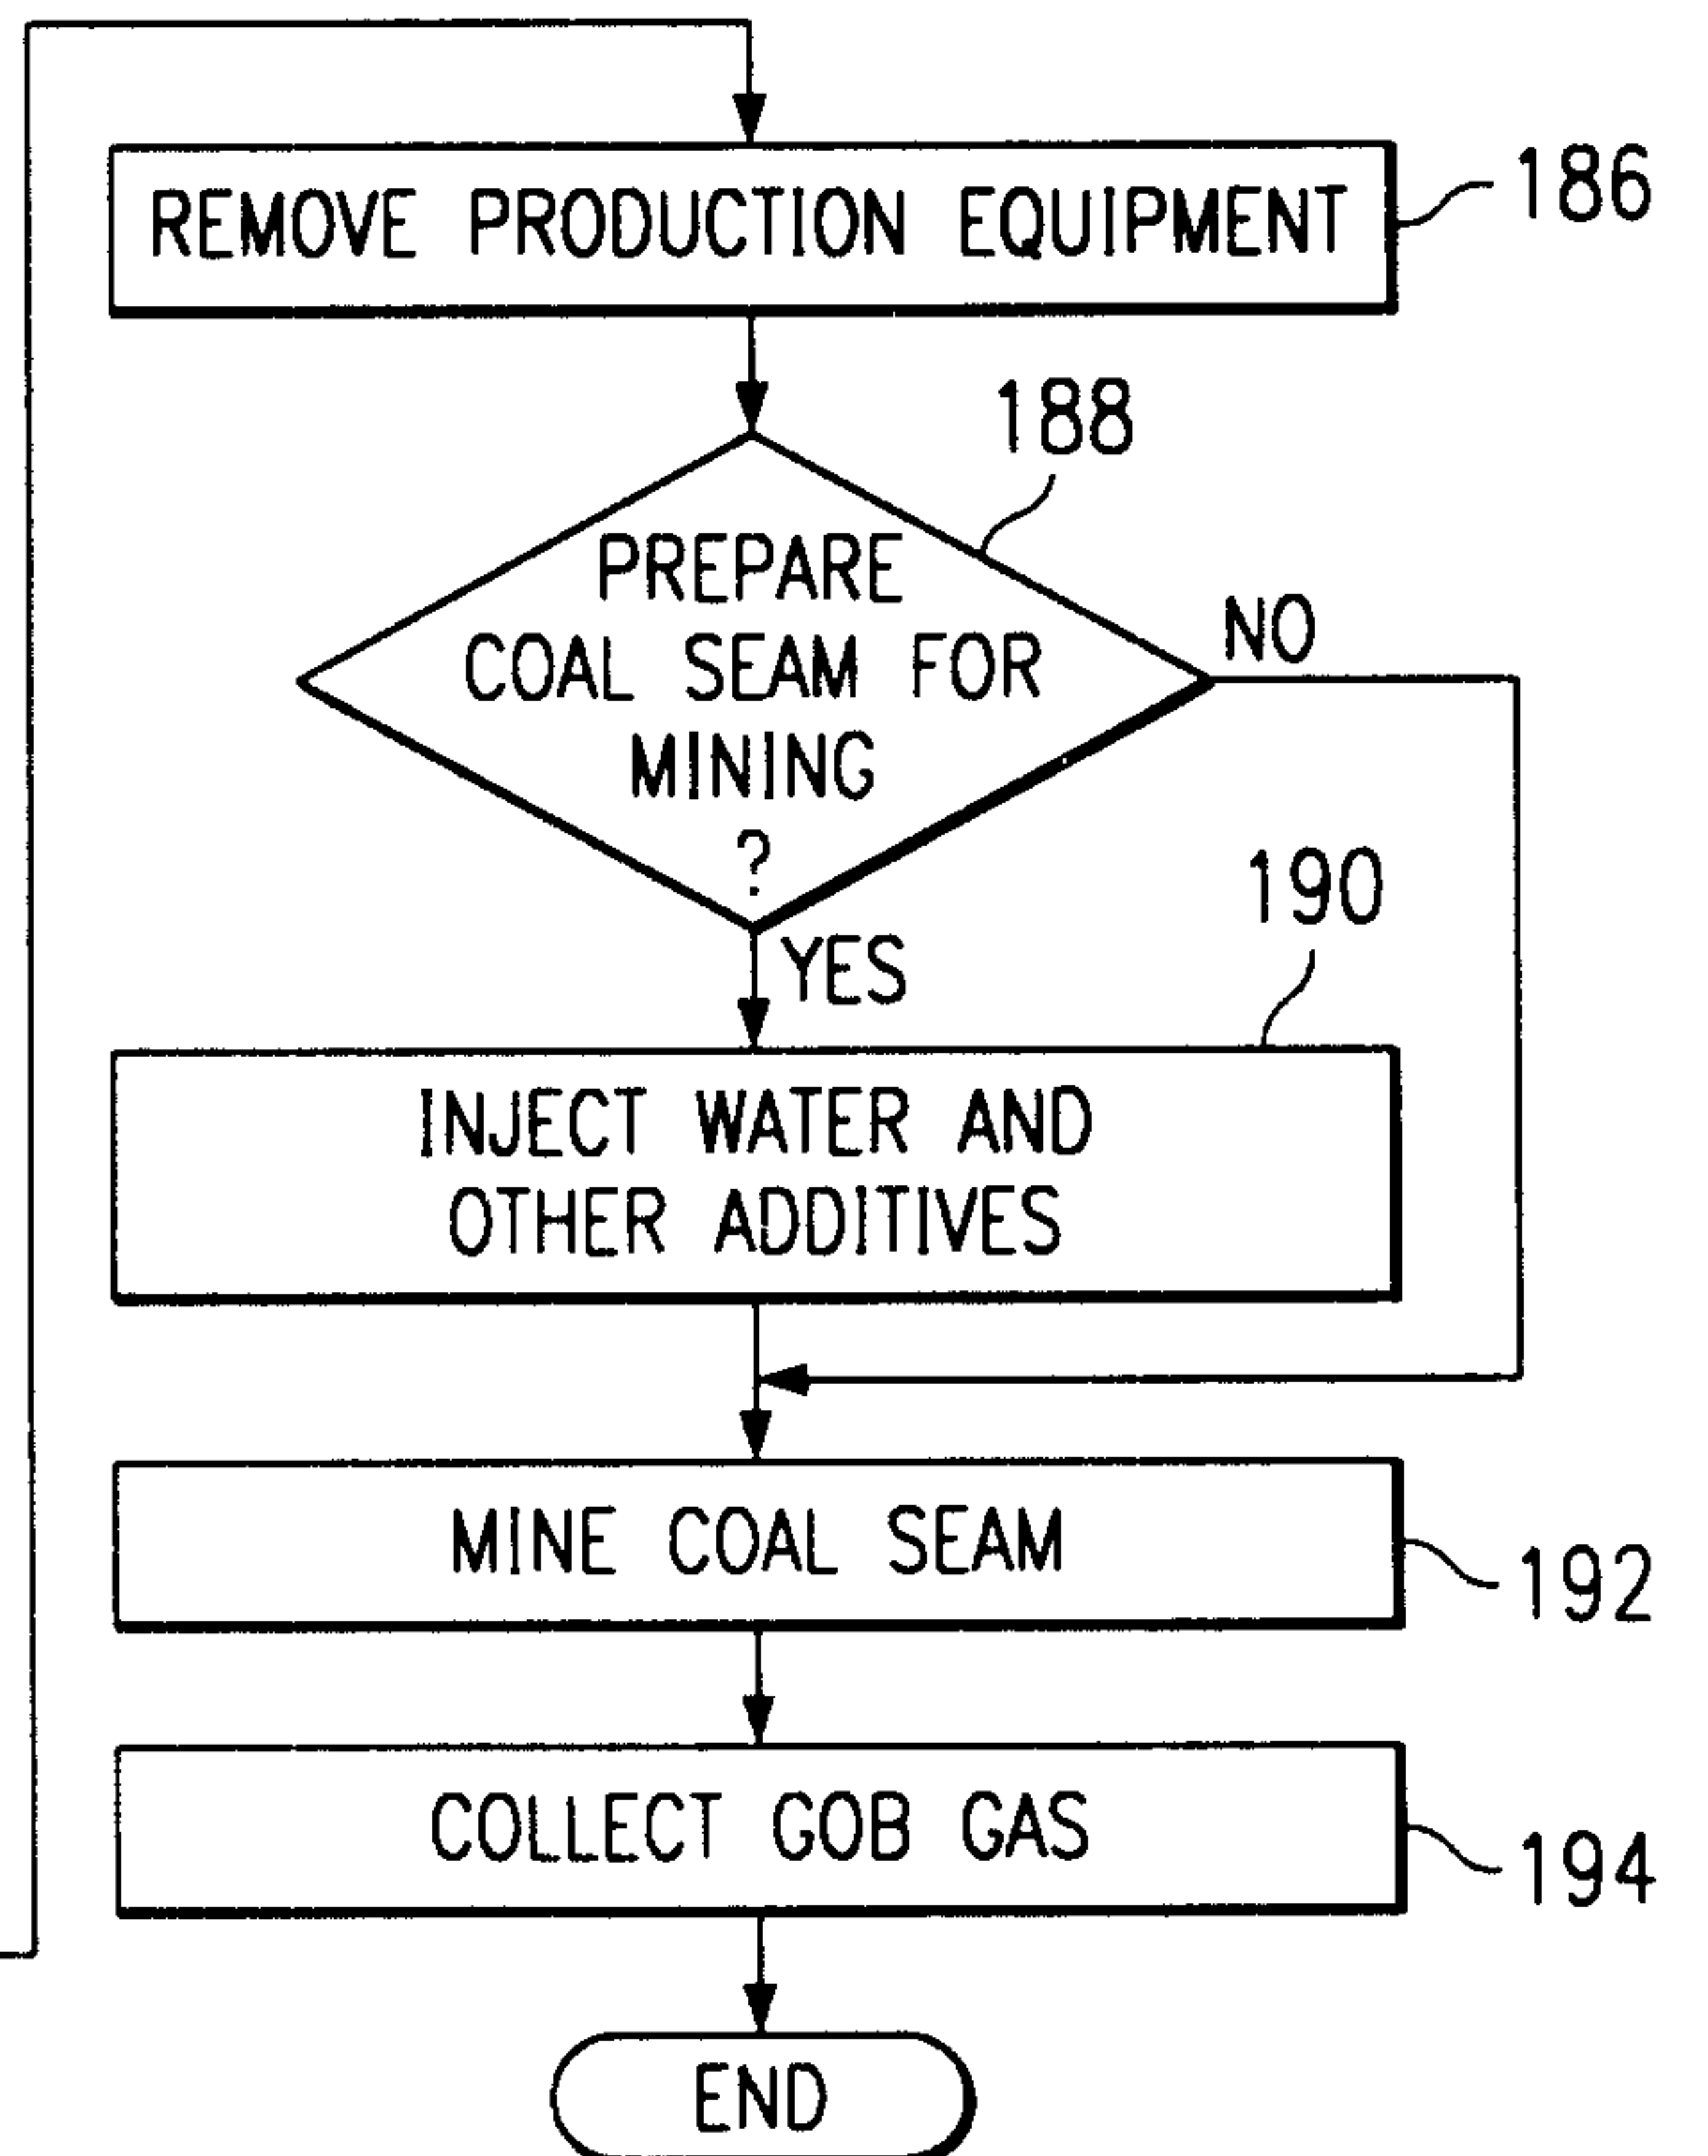 REMOVE PRODUCTION EQUIPMENT
186
188
PREPARE
COAL SEAM FOR
MINING
?
NO
YES
190
INJECT WATER AND
OTHER ADDITIVES
MINE COAL SEAM
192
COLLECT GOB GAS
194
END